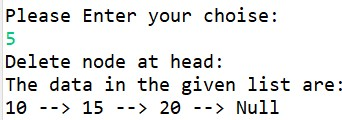 Please Enter your choise:
5
Delete node at head:
The data in the given list are:
10 --> 15 --> 20 --> Null